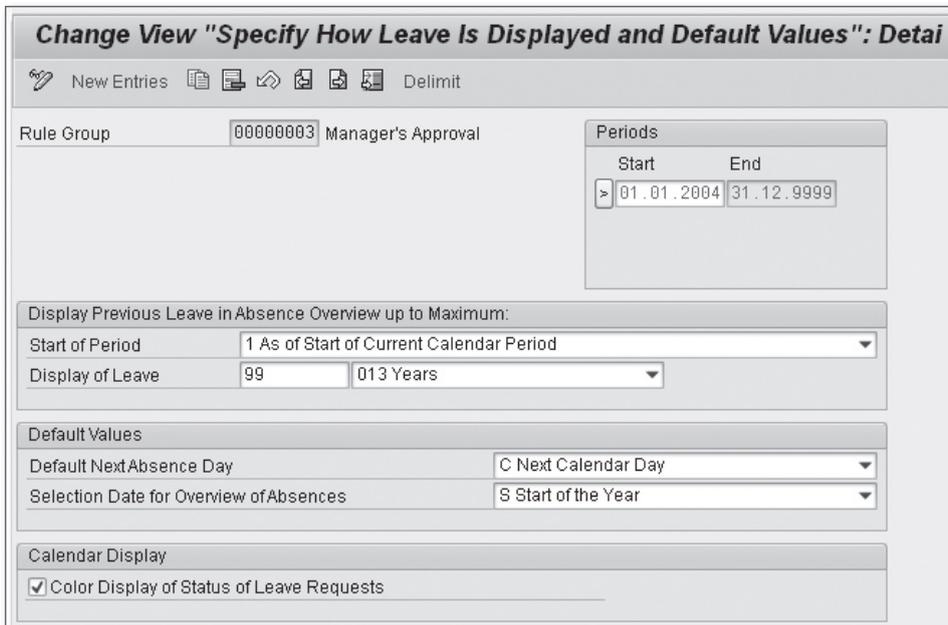 Change View "Specify How Leave Is Displayed and Default Values": Detai
New Entries Delimit
Rule Group 00000003 Manager's Approval
Periods
Start End
> 01.01.2004 31.12.9999
Display Previous Leave in Absence Overview up to Maximum:
Start of Period 1 As of Start of Current Calendar Period
Display of Leave 99 013 Years
Default Values
Default Next Absence Day C Next Calendar Day
Selection Date for Overview of Absences S Start of the Year
Calendar Display
Color Display of Status of Leave Requests